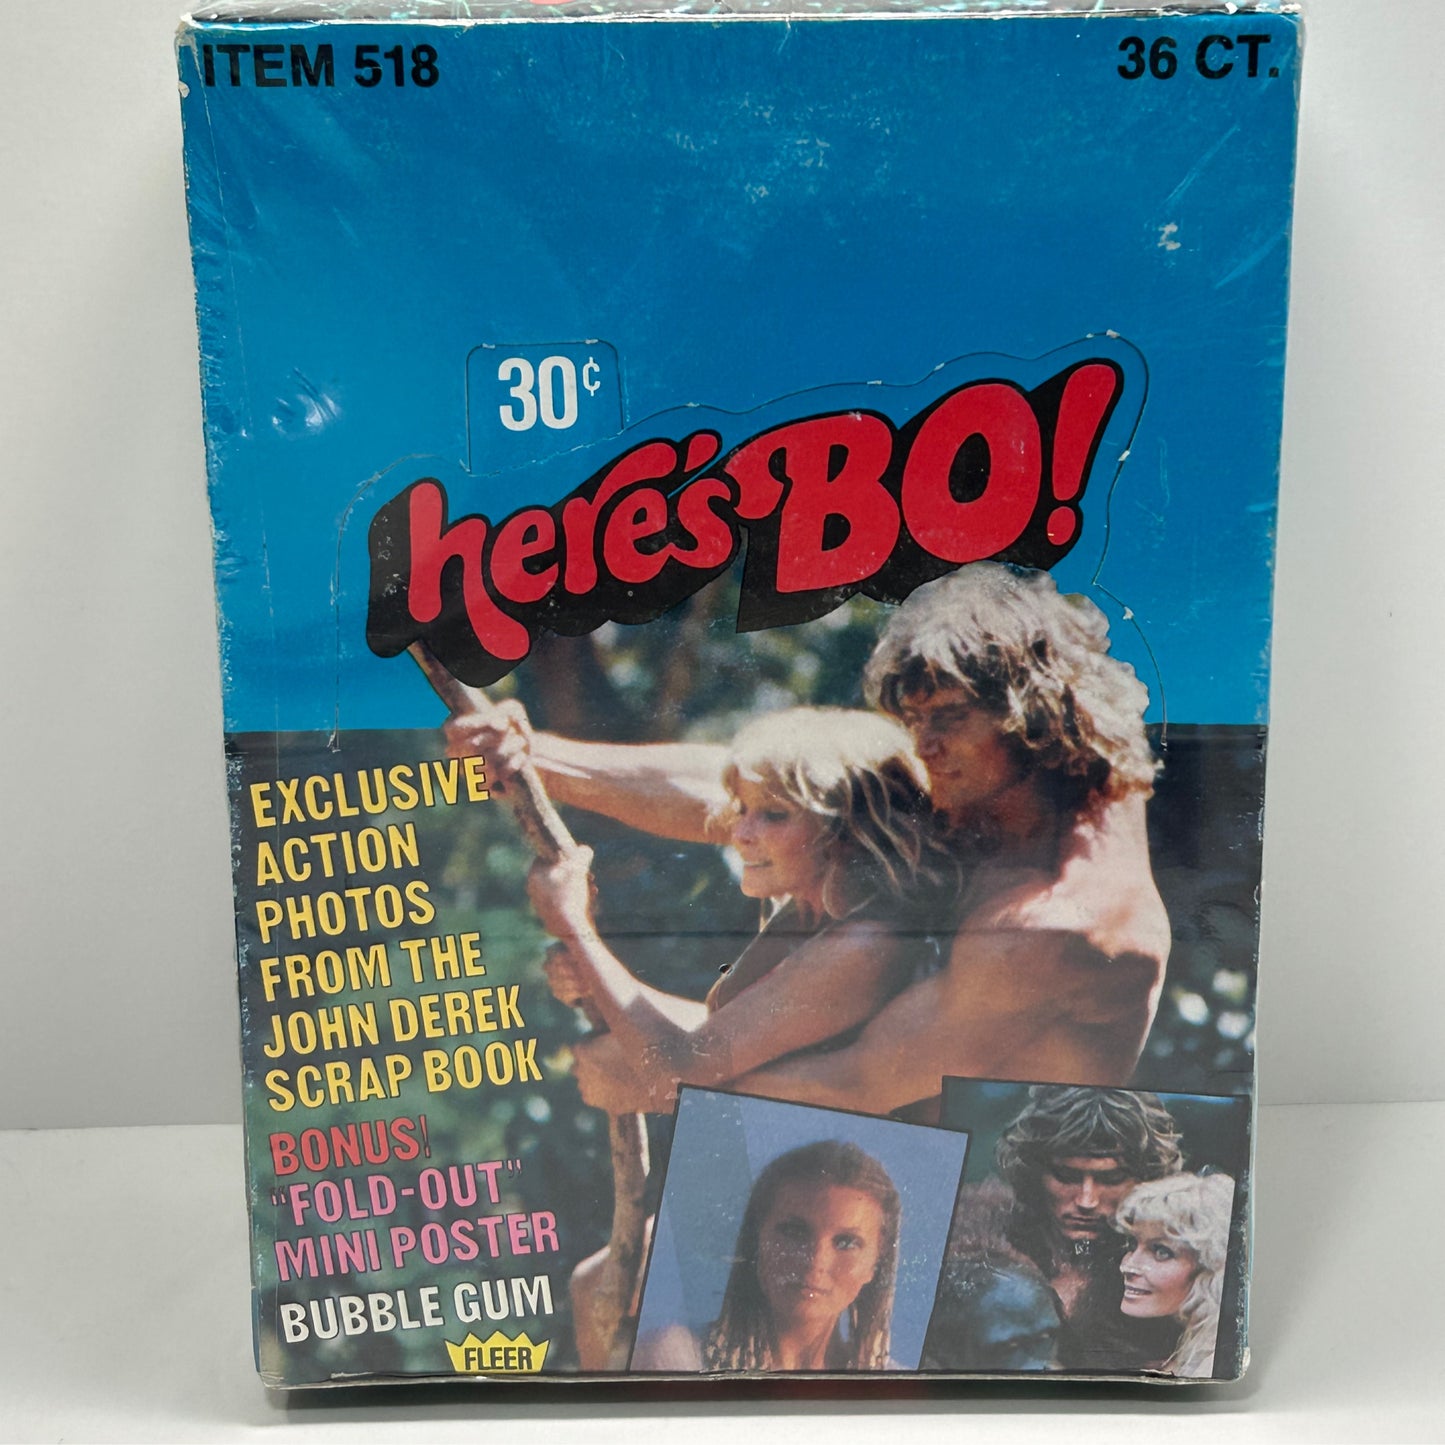 ITEM 518
36 CT.
30¢
here's BO!
EXCLUSIVE
ACTION
PHOTOS
FROM THE
JOHN DEREK
SCRAP BOOK
BONUS!
"FOLD-OUT"
MINI POSTER
BUBBLE GUM
FLEER